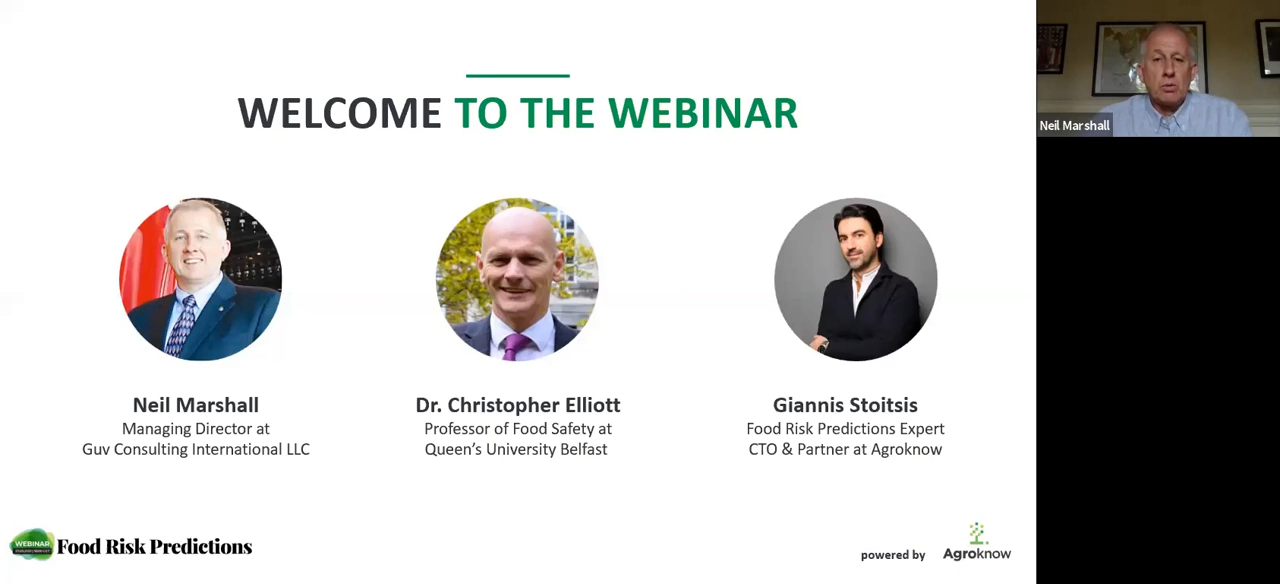 WELCOME TO THE WEBINAR
Neil Marshall
Neil Marshall
Managing Director at
Guv Consulting International LLC
Dr. Christopher Elliott
Professor of Food Safety at
Queen's University Belfast
Giannis Stoitsis
Food Risk Predictions Expert
CTO & Partner at Agroknow
WEBINAR
Food Risk Predictions
powered by
Agroknow